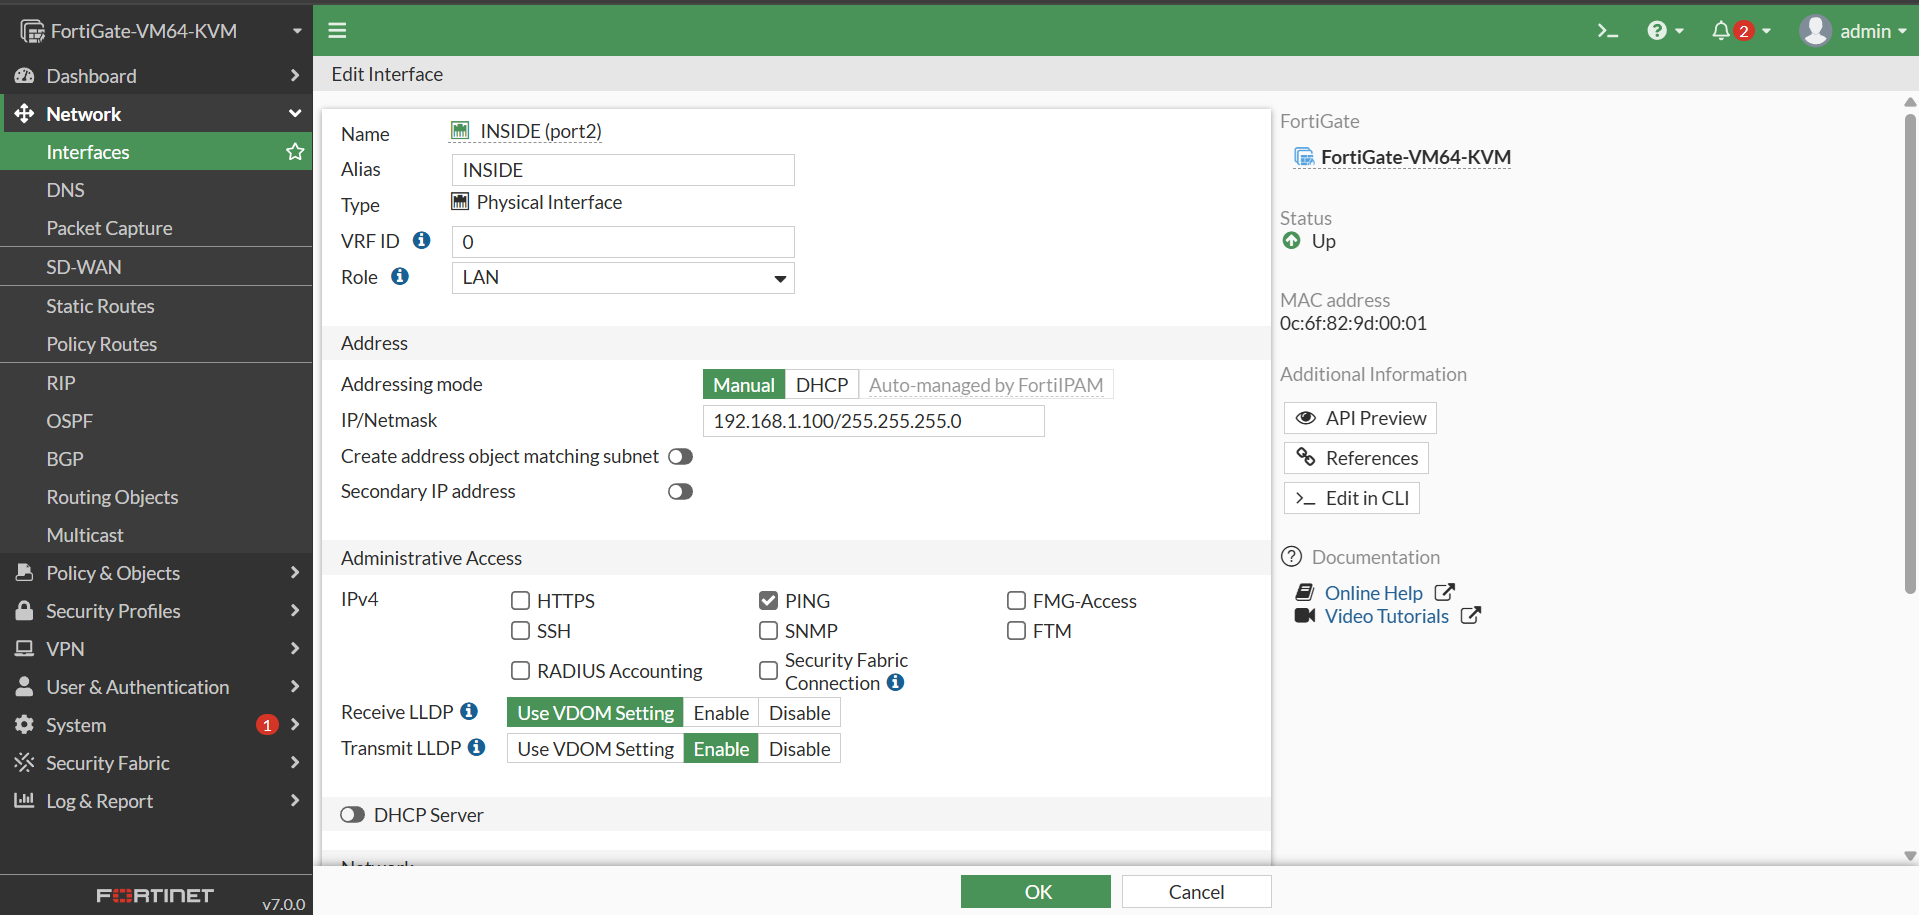 FortiGate-VM64-KVM
2
admin
Dashboard
Network
Interfaces
DNS
Packet Capture
SD-WAN
Static Routes
Policy Routes
RIP
OSPF
BGP
Routing Objects
Multicast
Policy & Objects
Security Profiles
VPN
User & Authentication
System 1
Security Fabric
Log & Report
FORTINET v7.0.0
Edit Interface
Name INSIDE (port2)
Alias INSIDE
Type Physical Interface
VRF ID 0
Role LAN
Address
Addressing mode Manual DHCP Auto-managed by FortiIPAM
IP/Netmask 192.168.1.100/255.255.255.0
Create address object matching subnet
Secondary IP address
Administrative Access
IPv4 HTTPS PING FMG-Access
SSH SNMP FTM
RADIUS Accounting Security Fabric
Connection
Receive LLDP Use VDOM Setting Enable Disable
Transmit LLDP Use VDOM Setting Enable Disable
DHCP Server
Network
OK Cancel
FortiGate
FortiGate-VM64-KVM
Status
Up
MAC address
0c:6f:82:9d:00:01
Additional Information
API Preview
References
>_ Edit in CLI
Documentation
Online Help
Video Tutorials